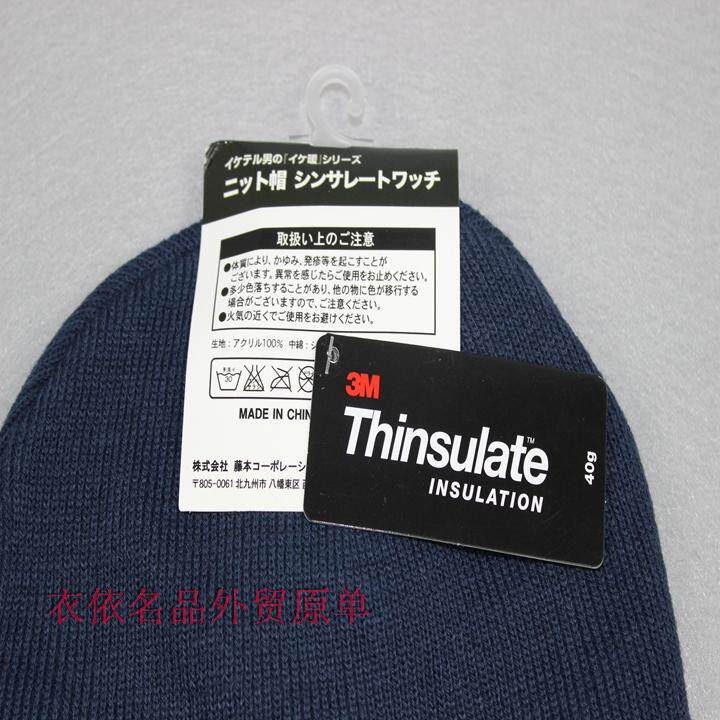 イケテル男の「イケ暖」シリーズ
ニット帽 シンサレートワッチ
取扱い上のご注意
●体質により、かゆみ、発疹等を起こすことが
ございます。異常を感じたらご使用をお止めください。
●多少色落ちすることがあり、他の物に色が移行する
場合がございますので、ご注意ください。
●火気の近くでご使用をお避けください。
生地：アクリル100% 中綿：シ
30
MADE IN CHIN
株式会社 藤本コーポレーシ
〒805-0061 北九州市 八幡東区 西
3M
Thinsulate™
INSULATION
40g
衣依名品外贸原单